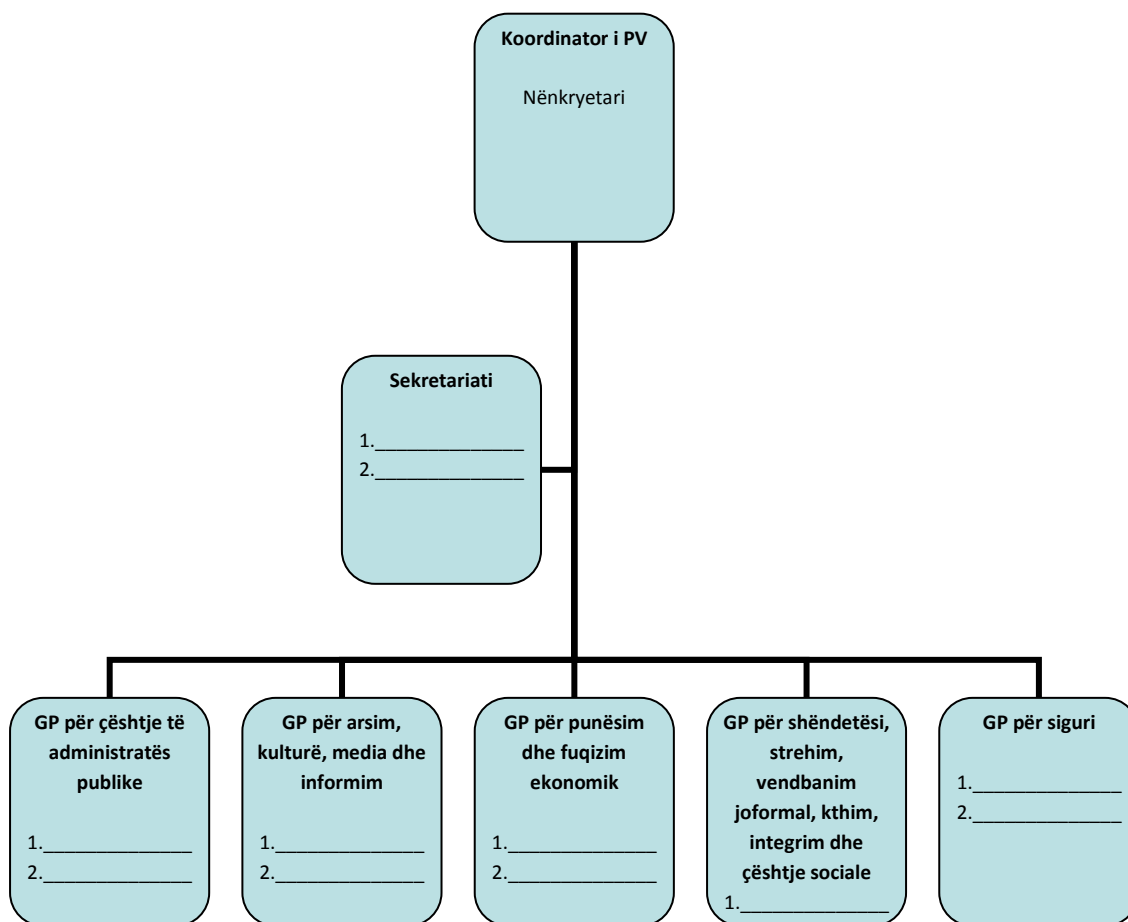 Koordinator i PV
Nënkryetari
Sekretariati
1.______________
2.______________
GP për çështje të
administratës
publike
1.______________
2.______________
GP për arsim,
kulturë, media dhe
informim
1.______________
2.______________
GP për punësim
dhe fuqizim
ekonomik
1.______________
2.______________
GP për shëndetësi,
strehim,
vendbanim
joformal, kthim,
integrim dhe
çështje sociale
1.______________
GP për siguri
1.______________
2.______________